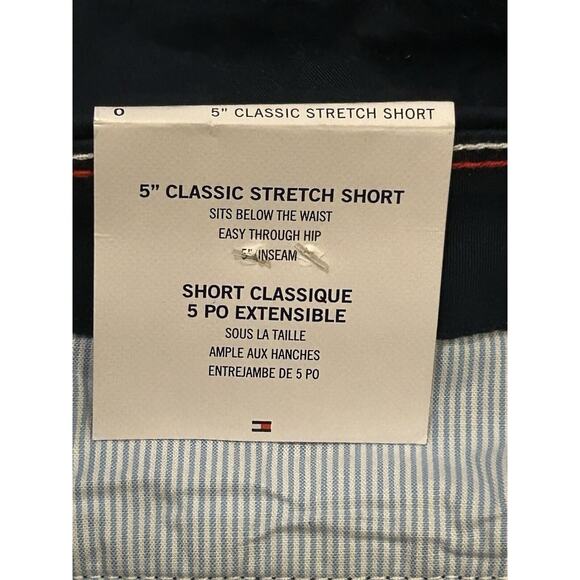 0 5" CLASSIC STRETCH SHORT
5” CLASSIC STRETCH SHORT
SITS BELOW THE WAIST
EASY THROUGH HIP
5" INSEAM
SHORT CLASSIQUE
5 PO EXTENSIBLE
SOUS LA TAILLE
AMPLE AUX HANCHES
ENTREJAMBE DE 5 PO